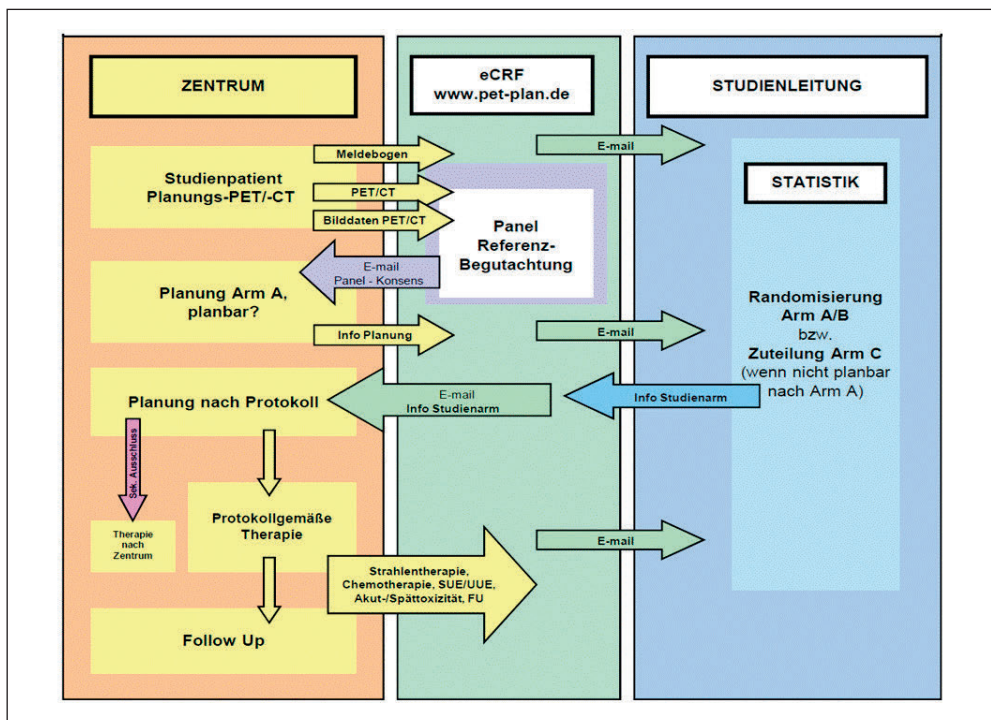 ZENTRUM
eCRF
www.pet-plan.de
STUDIENLEITUNG
Studienpatient
Planungs-PET/-CT
Meldebogen
PET/CT
Bilddaten PET/CT
E-mail
Panel
Referenz-
Begutachtung
STATISTIK
E-mail
Panel - Konsens
Planung Arm A,
planbar?
Info Planung
E-mail
Randomisierung
Arm A/B
bzw.
Zuteilung Arm C
(wenn nicht planbar
nach Arm A)
Planung nach Protokoll
E-mail
Info Studienarm
Info Studienarm
Sek. Ausschluss
Therapie
nach
Zentrum
Protokollgemäße
Therapie
Strahlentherapie,
Chemotherapie, SUE/UUE,
Akut-/Spättoxizität, FU
E-mail
Follow Up